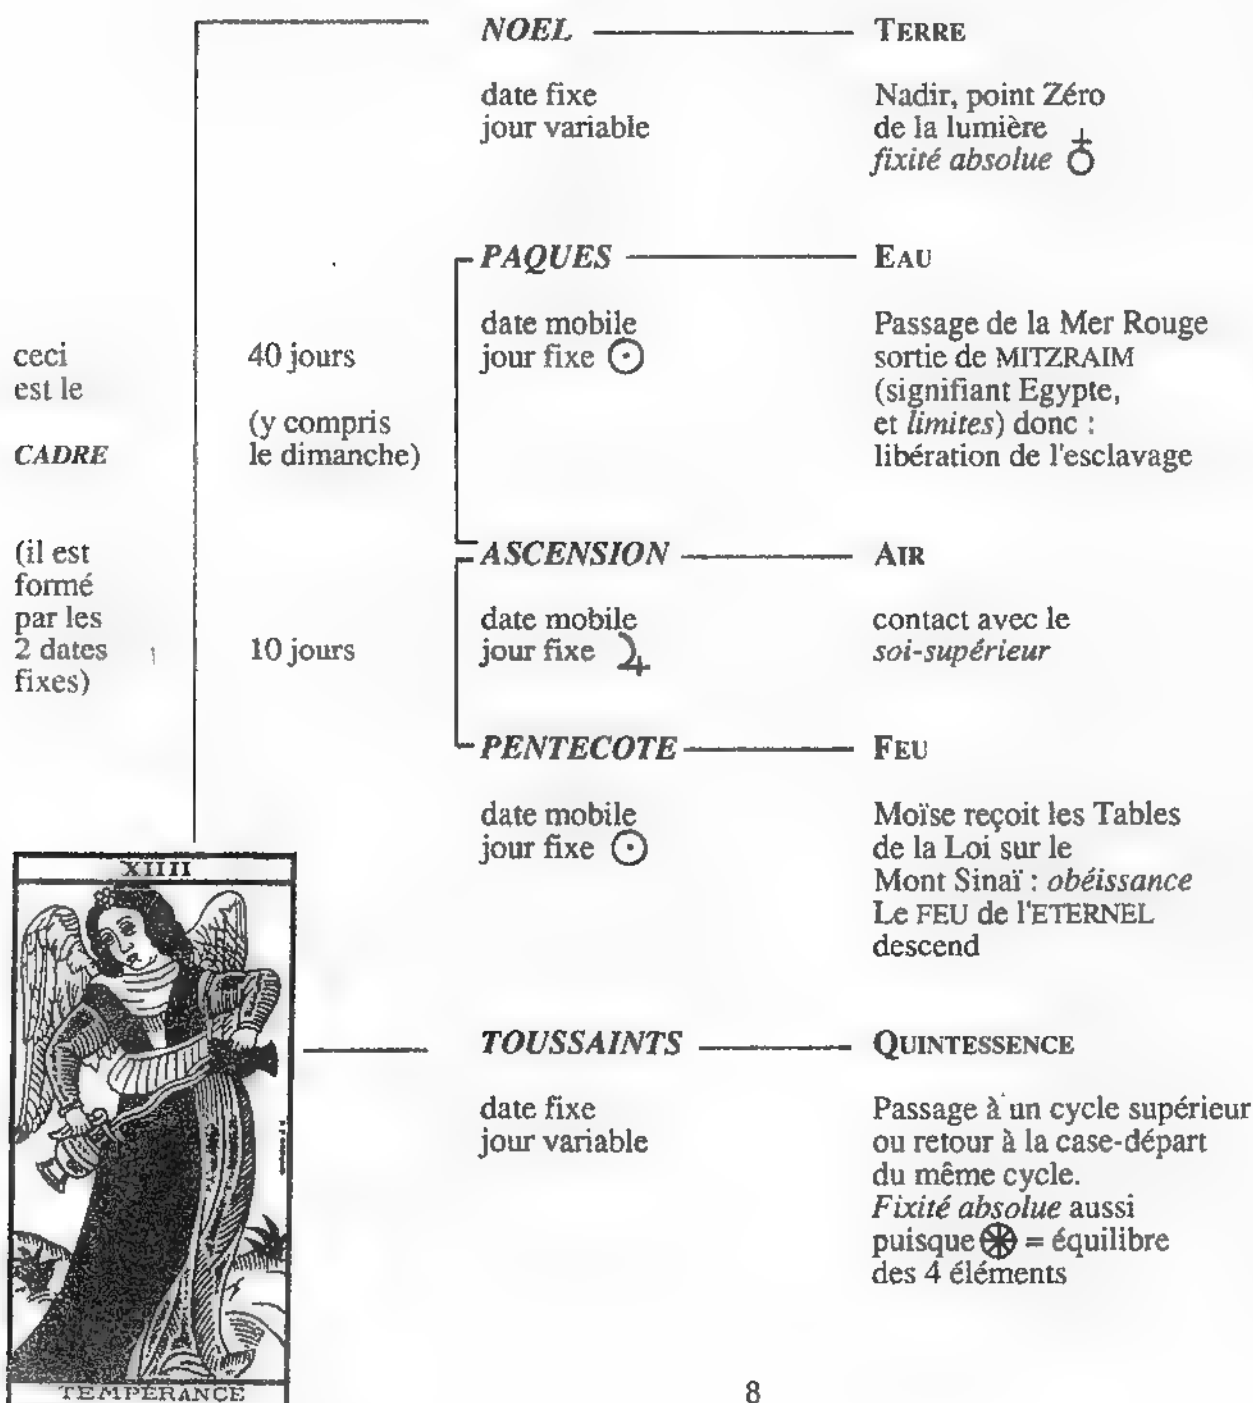 NOEL TERRE
date fixe
jour variable
Nadir, point Zéro
de la lumière
fixité absolue ♁
ceci
est le
CADRE
(il est
formé
par les
2 dates
fixes)
40 jours
(y compris
le dimanche)
10 jours
PAQUES EAU
date mobile
jour fixe ☉
Passage de la Mer Rouge
sortie de MITZRAIM
(signifiant Egypte,
et limites) donc :
libération de l'esclavage
ASCENSION AIR
date mobile
jour fixe ♃
contact avec le
soi-supérieur
PENTECOTE FEU
date mobile
jour fixe ☉
Moïse reçoit les Tables
de la Loi sur le
Mont Sinaï : obéissance
Le FEU de l'ETERNEL
descend
XIIII
TEMPÉRANCE
TOUSSAINTS QUINTESSENCE
date fixe
jour variable
Passage à un cycle supérieur
ou retour à la case-départ
du même cycle.
Fixité absolue aussi
puisque = équilibre
des 4 éléments
8